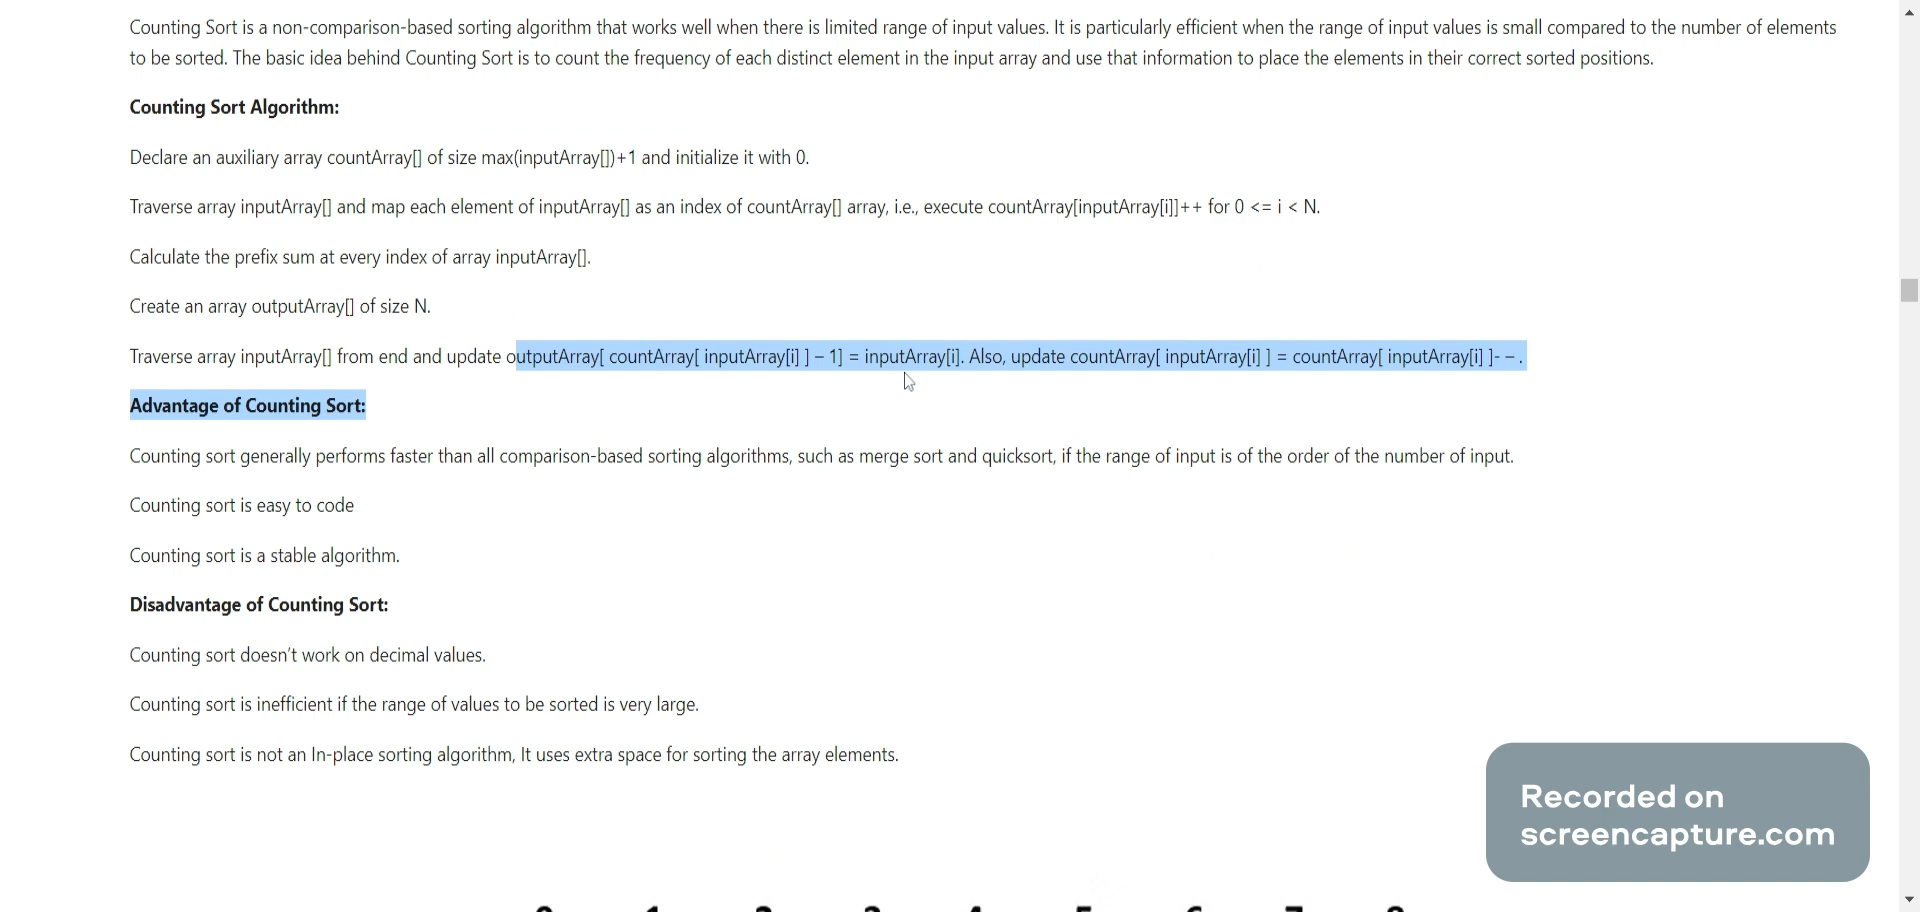 Counting Sort is a non-comparison-based sorting algorithm that works well when there is limited range of input values. It is particularly efficient when the range of input values is small compared to the number of elements
to be sorted. The basic idea behind Counting Sort is to count the frequency of each distinct element in the input array and use that information to place the elements in their correct sorted positions.
Counting Sort Algorithm:
Declare an auxiliary array countArray[] of size max(inputArray[])+1 and initialize it with 0.
Traverse array inputArray[] and map each element of inputArray[] as an index of countArray[] array, i.e., execute countArray[inputArray[i]]++ for 0 <= i < N.
Calculate the prefix sum at every index of array inputArray[].
Create an array outputArray[] of size N.
Traverse array inputArray[] from end and update outputArray[ countArray[ inputArray[i] ] – 1] = inputArray[i]. Also, update countArray[ inputArray[i] ] = countArray[ inputArray[i] ]- – .
Advantage of Counting Sort:
Counting sort generally performs faster than all comparison-based sorting algorithms, such as merge sort and quicksort, if the range of input is of the order of the number of input.
Counting sort is easy to code
Counting sort is a stable algorithm.
Disadvantage of Counting Sort:
Counting sort doesn’t work on decimal values.
Counting sort is inefficient if the range of values to be sorted is very large.
Counting sort is not an In-place sorting algorithm, It uses extra space for sorting the array elements.
Recorded on
screencapture.com